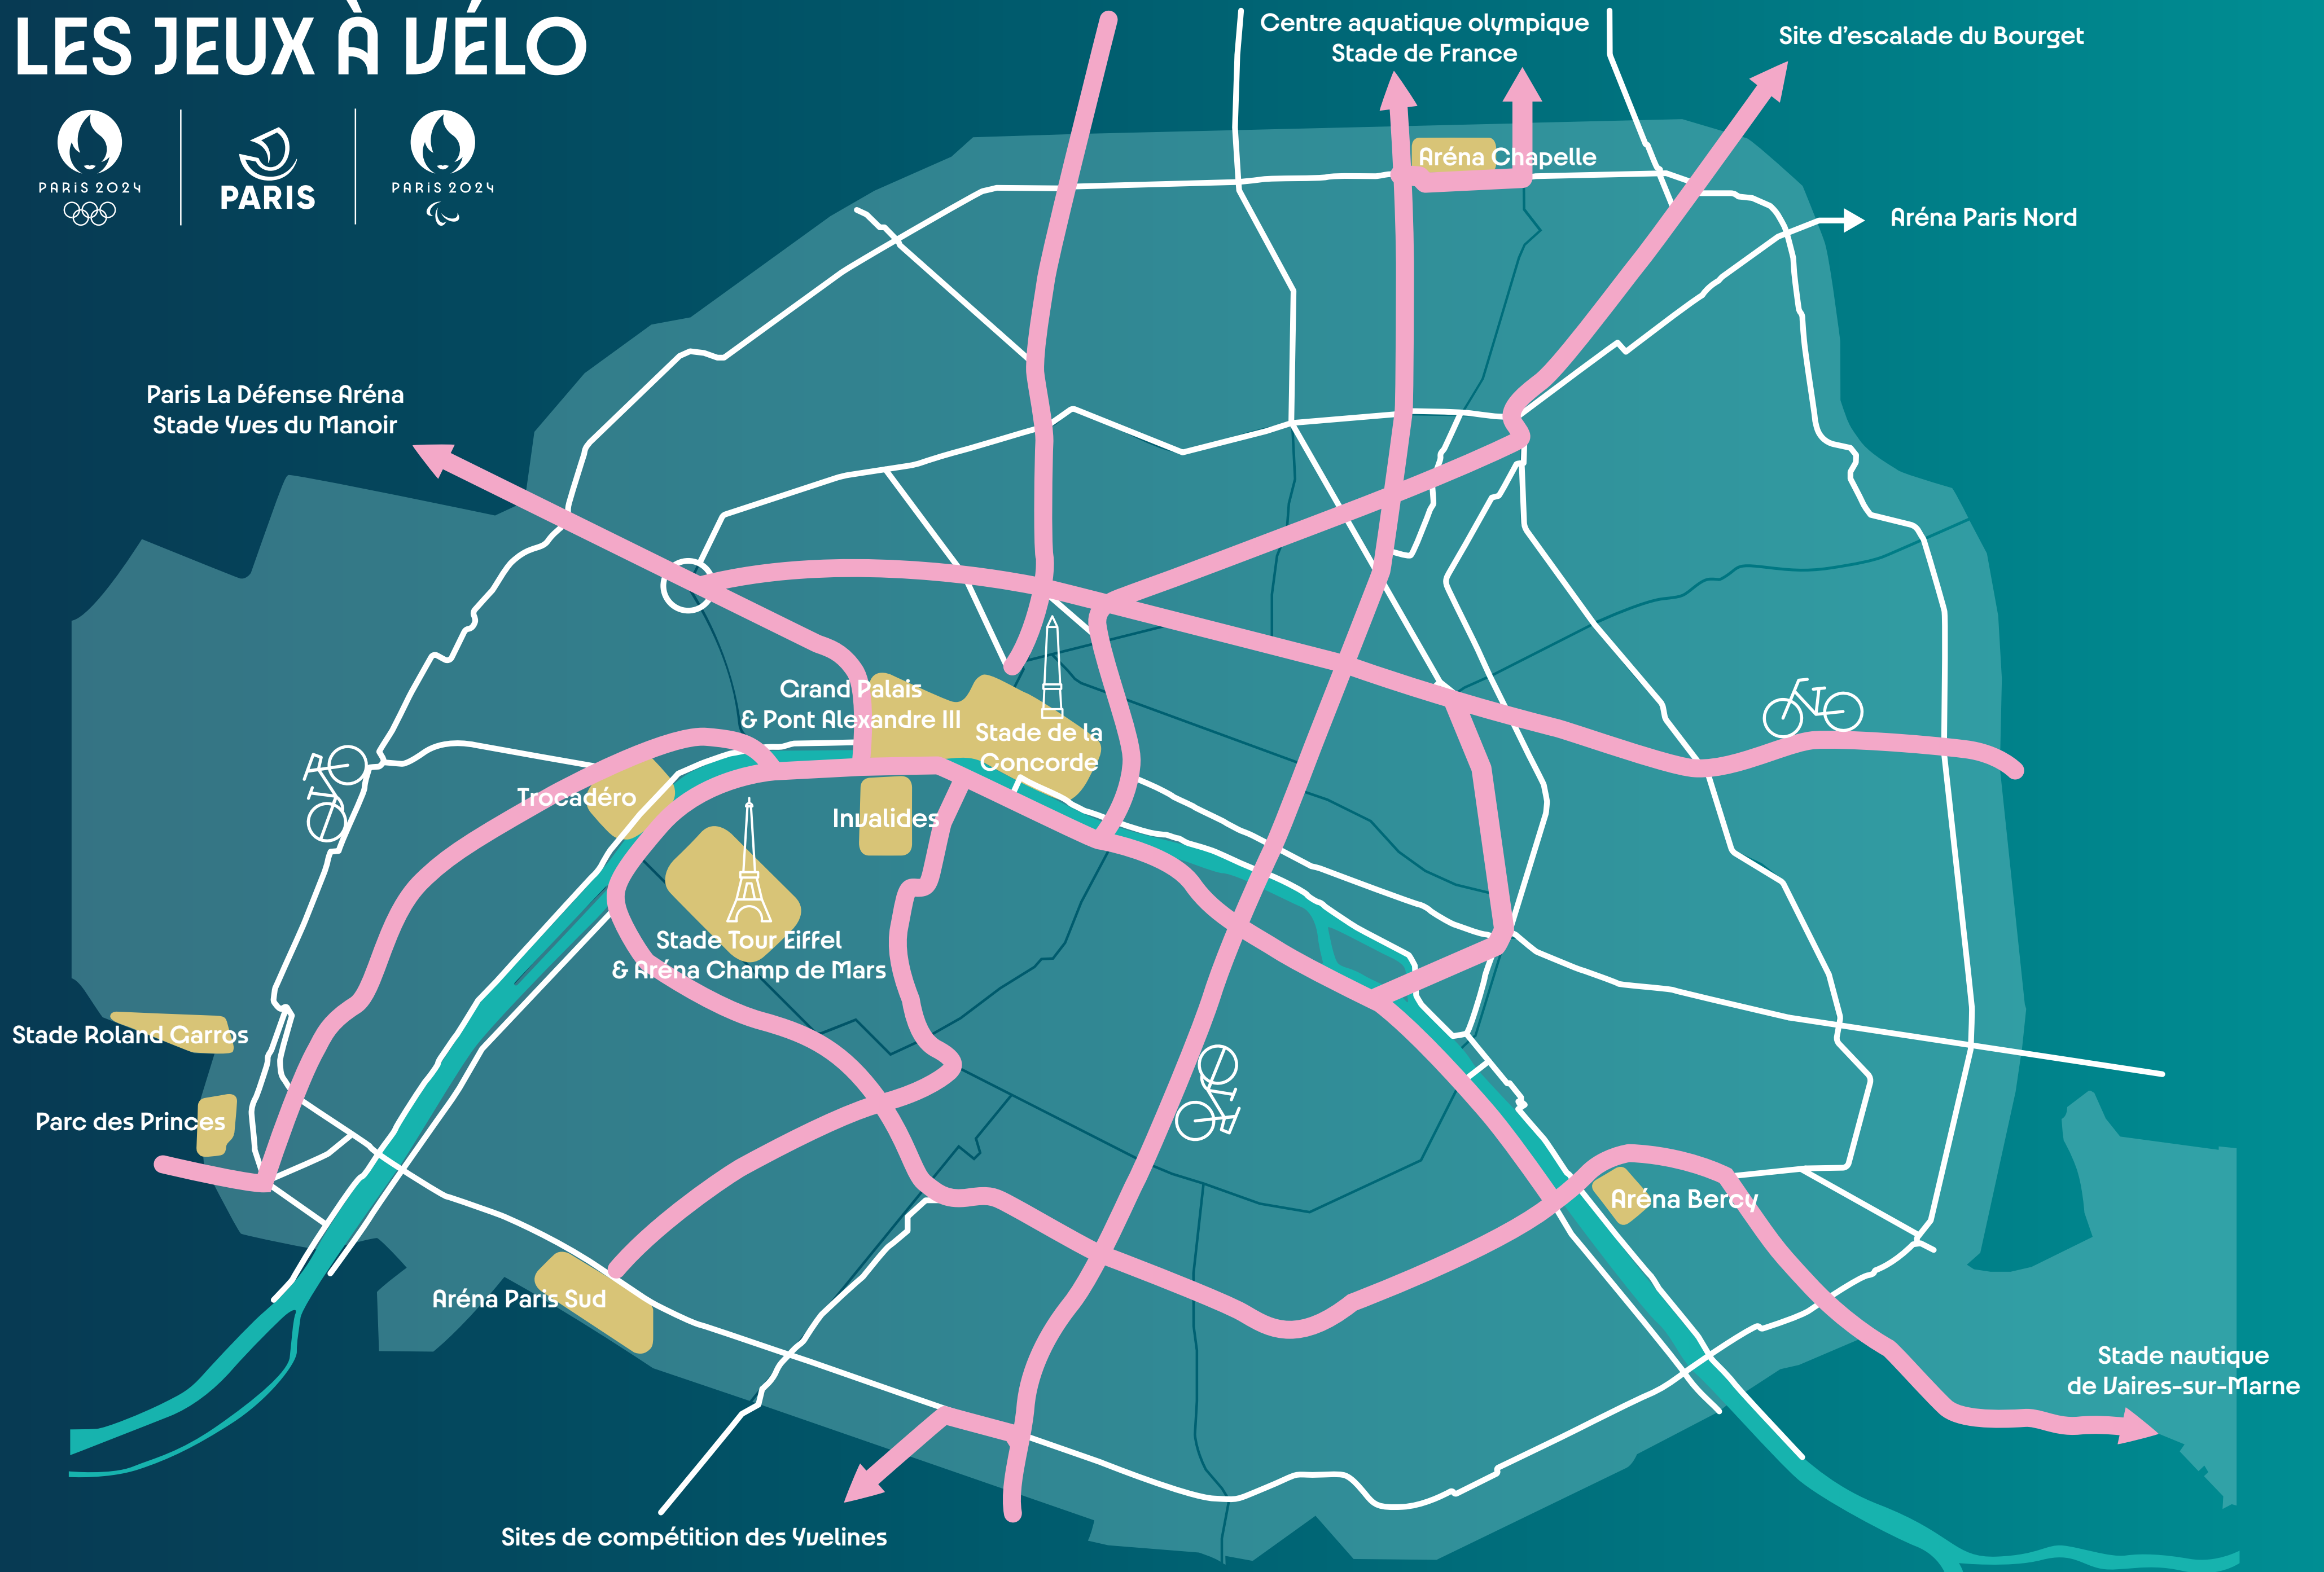 LES JEUX À VÉLO
PARIS 2024
PARIS
PARIS 2024
Centre aquatique olympique
Stade de France
Site d'escalade du Bourget
Aréna Chapelle
Aréna Paris Nord
Paris La Défense Aréna
Stade Yves du Manoir
Grand Palais
& Pont Alexandre III
Stade de la
Concorde
Trocadéro
Invalides
Stade Tour Eiffel
& Aréna Champ de Mars
Stade Roland Garros
Parc des Princes
Aréna Bercy
Aréna Paris Sud
Stade nautique
de Vaires-sur-Marne
Sites de compétition des Yvelines